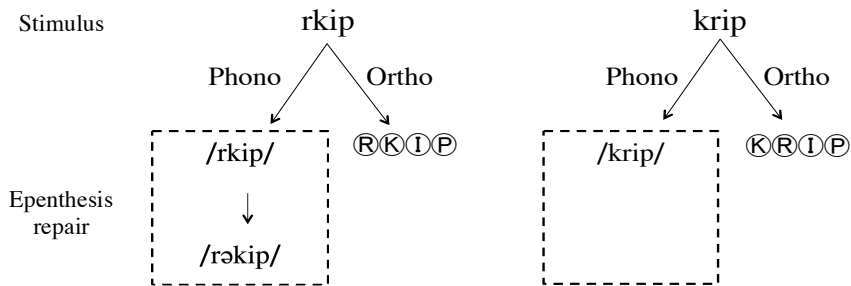 Stimulus rkip krip
Phono Ortho Phono Ortho
/rkip/ ⓇⓀⒾⓅ /krip/ ⓀⓇⒾⓅ
Epenthesis
repair
/rəkip/